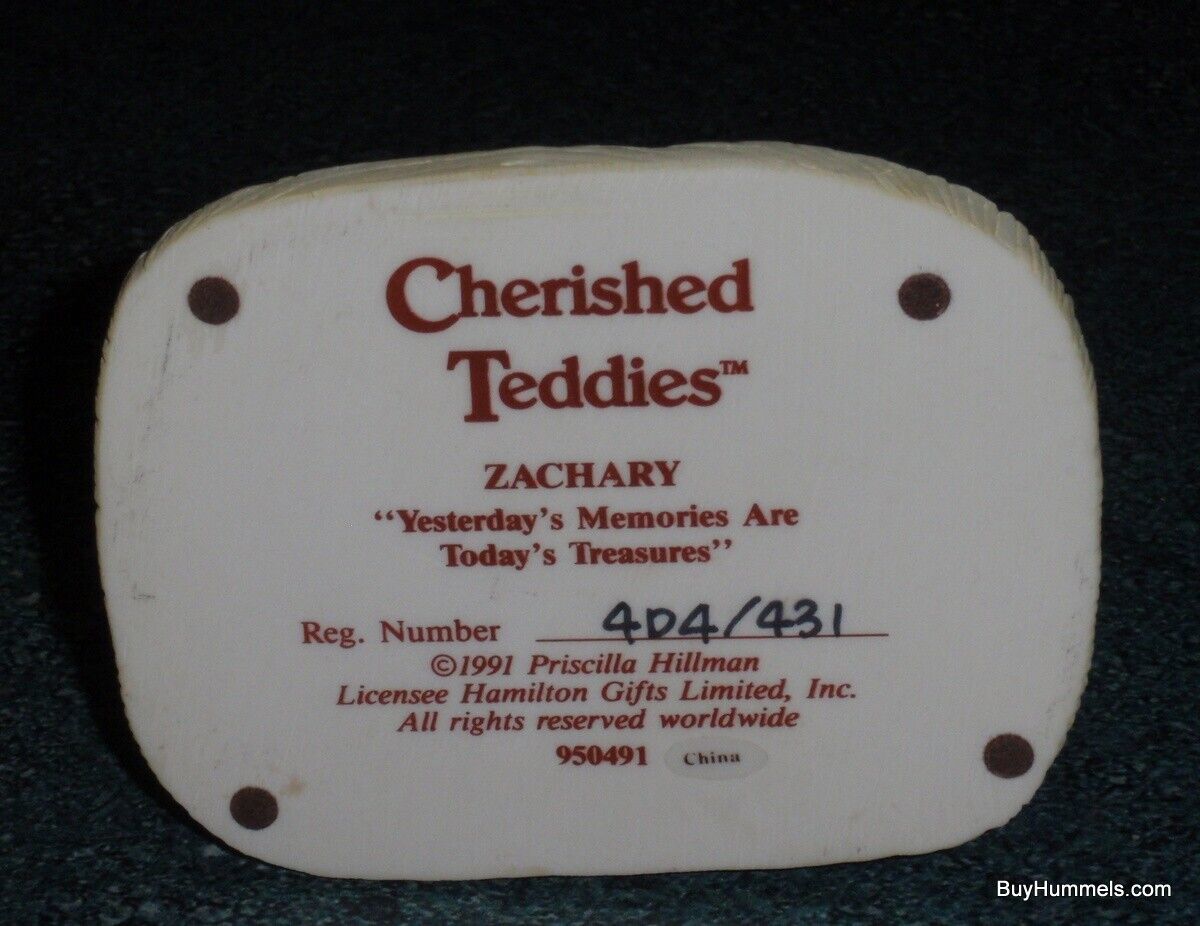 Cherished
Teddies™
ZACHARY
“Yesterday's Memories Are
Today's Treasures”
Reg. Number 4D4/431
©1991 Priscilla Hillman
Licensee Hamilton Gifts Limited, Inc.
All rights reserved worldwide
950491 China
BuyHummels.com